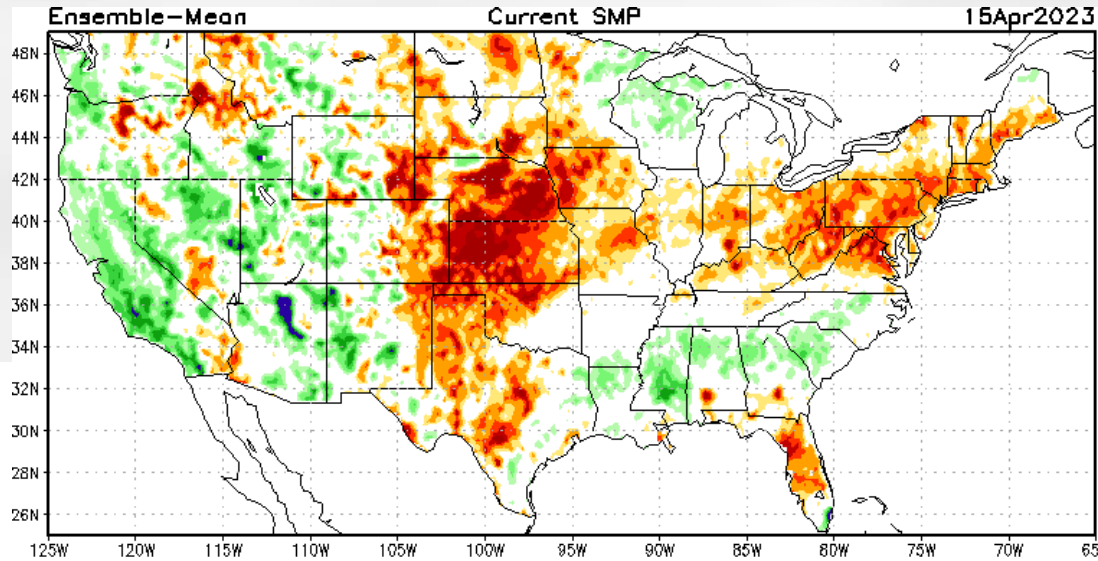 Ensemble-Mean Current SMP 15Apr2023
48N
46N
44N
42N
40N
38N
36N
34N
32N
30N
28N
26N
125W 120W 115W 110W 105W 100W 95W 90W 85W 80W 75W 70W 65